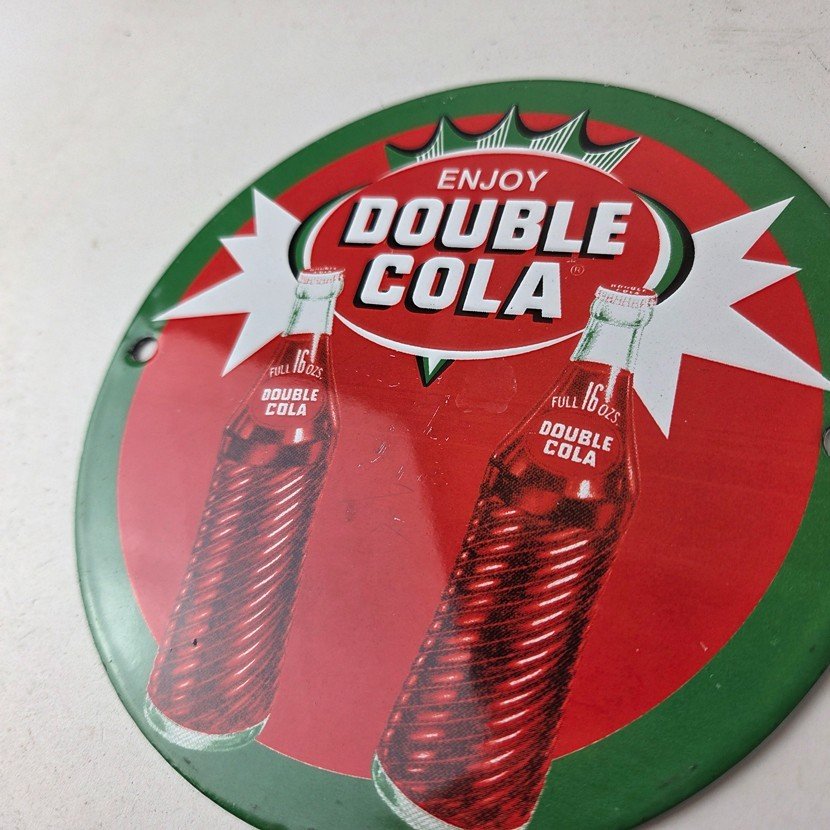 ENJOY
DOUBLE
COLA
®
FULL 16 OZS.
DOUBLE
COLA
FULL 16 OZS.
DOUBLE
COLA